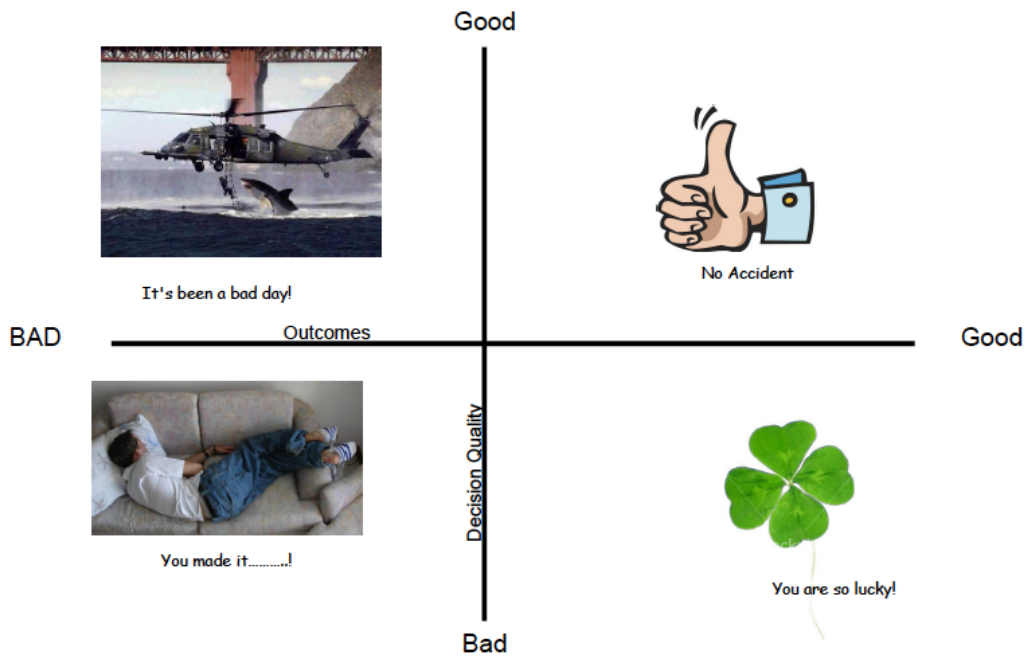 Good
It's been a bad day!
No Accident
BAD
Outcomes
Good
Decision Quality
You made it...........!
You are so lucky!
Bad